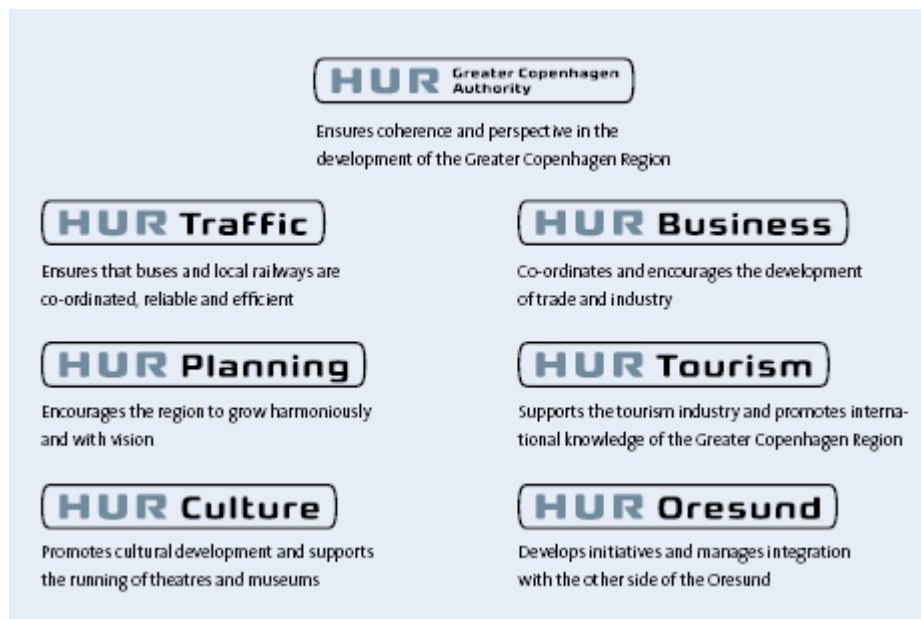 HUR Greater Copenhagen
Authority
Ensures coherence and perspective in the
development of the Greater Copenhagen Region
HUR Traffic
Ensures that buses and local railways are
co-ordinated, reliable and efficient
HUR Business
Co-ordinates and encourages the development
of trade and industry
HUR Planning
Encourages the region to grow harmoniously
and with vision
HUR Tourism
Supports the tourism industry and promotes interna-
tional knowledge of the Greater Copenhagen Region
HUR Culture
Promotes cultural development and supports
the running of theatres and museums
HUR Oresund
Develops initiatives and manages integration
with the other side of the Oresund